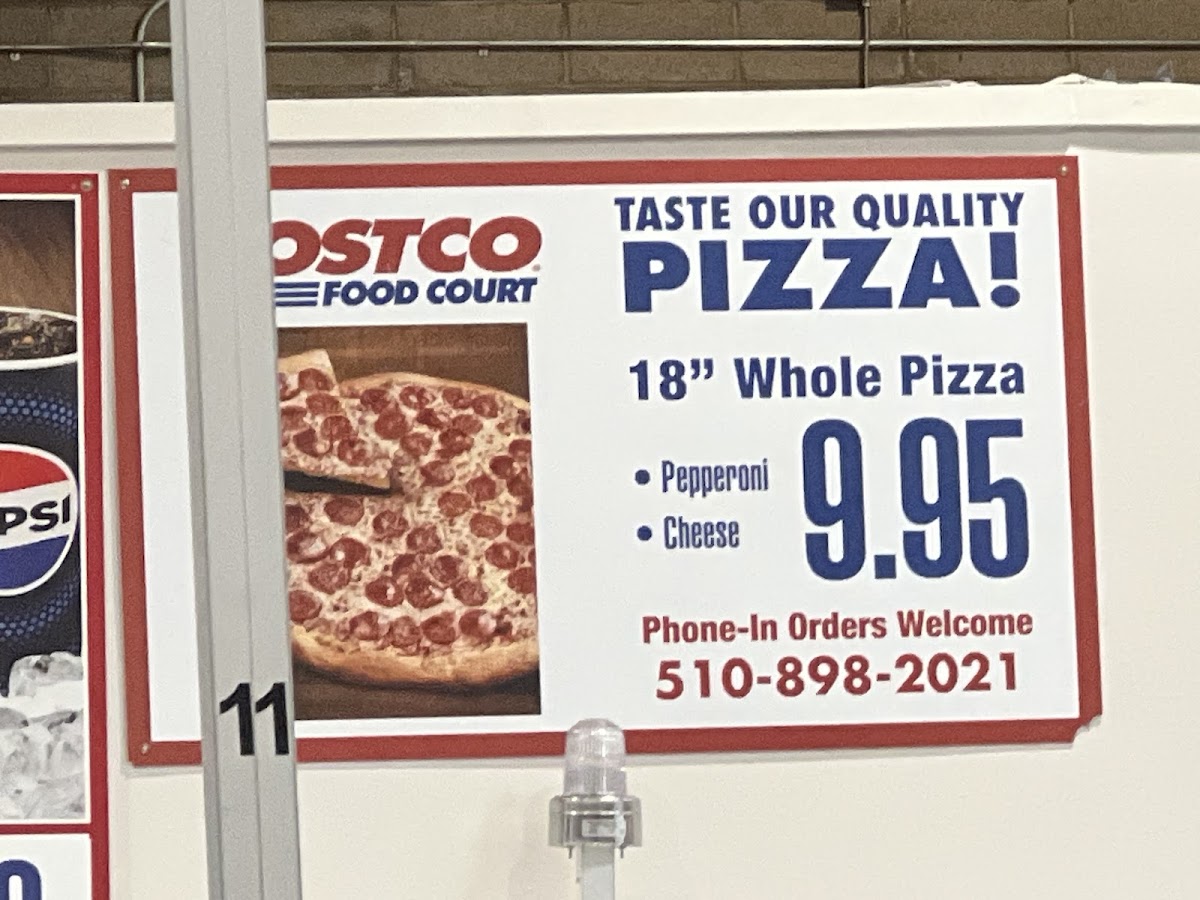 OSTCO
FOOD COURT
TASTE OUR QUALITY
PIZZA!
18” Whole Pizza
• Pepperoni
• Cheese
9.95
Phone-In Orders Welcome
510-898-2021
PSI
11